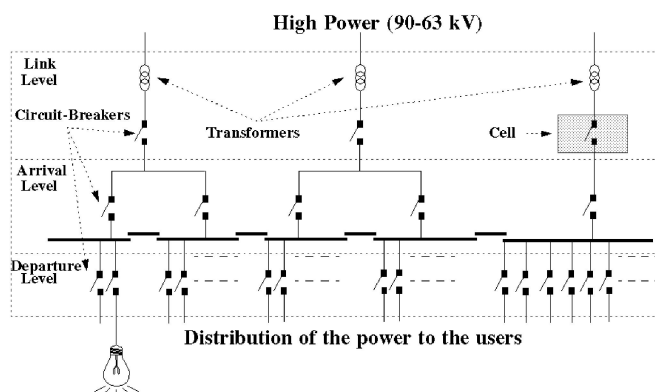 High Power (90-63 kV)
Link
Level
Circuit-Breakers
Transformers
Cell
Arrival
Level
Departure
Level
Distribution of the power to the users